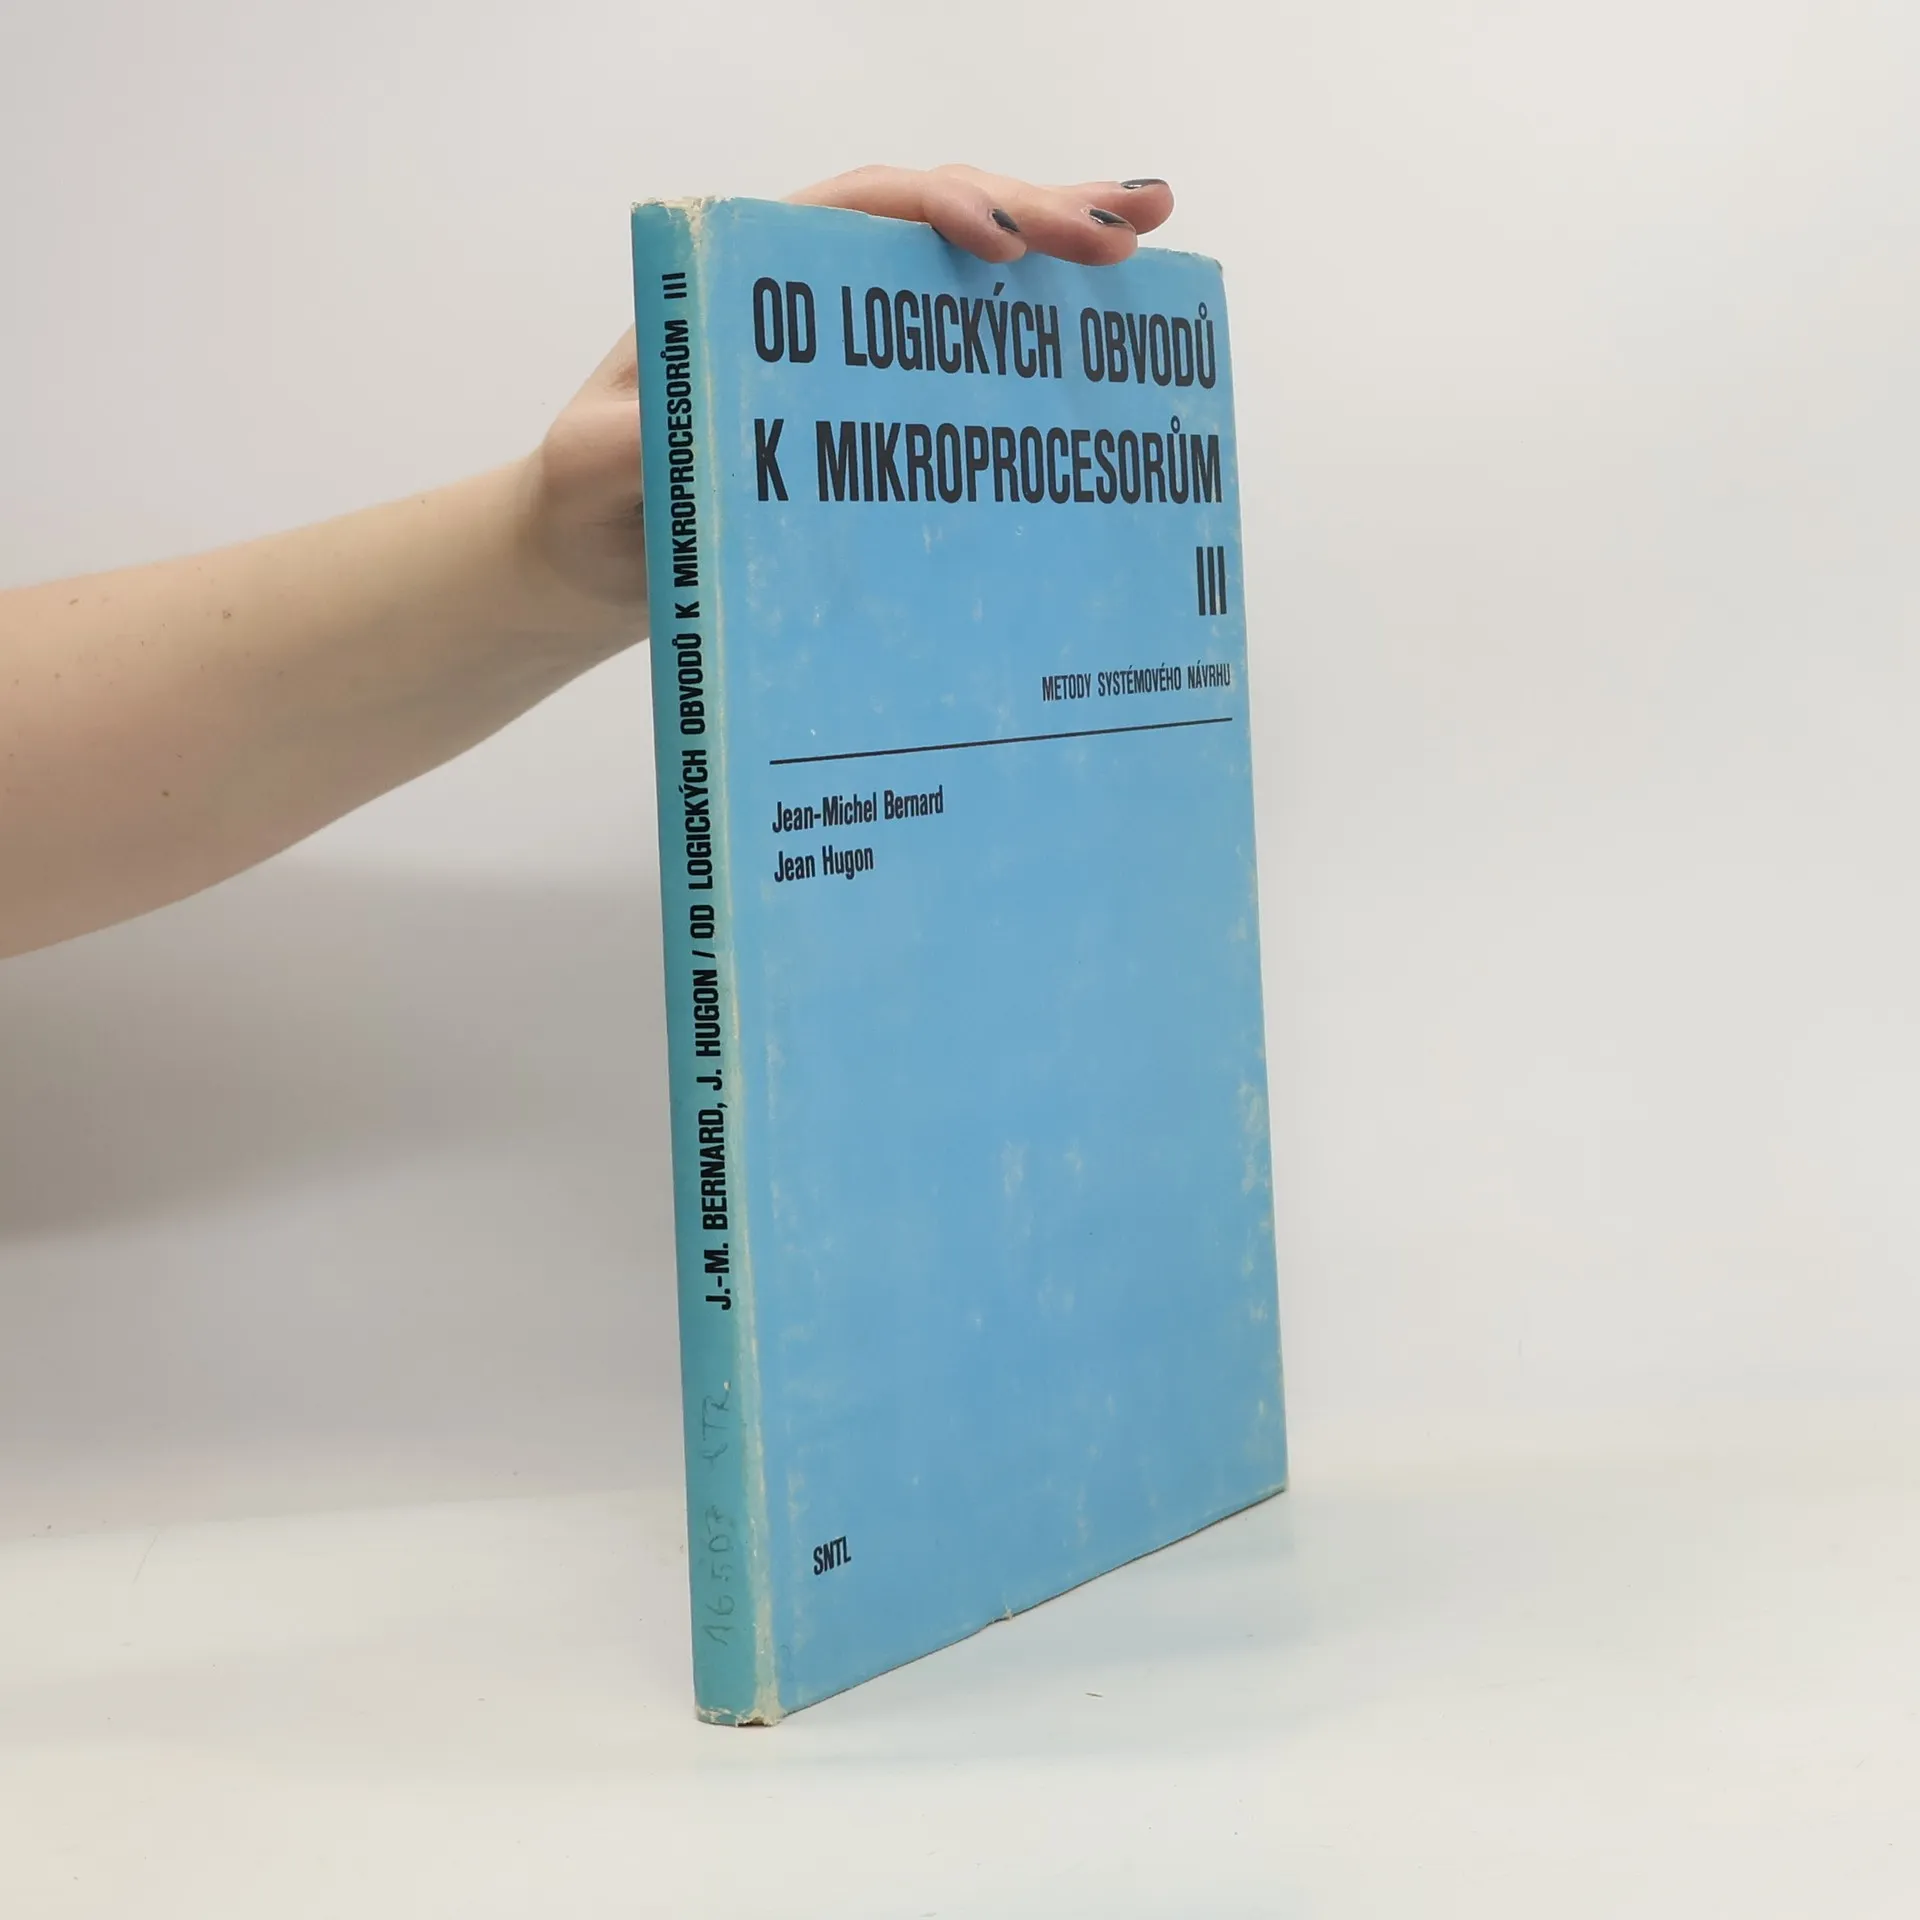 OD LOGICKÝCH OBVODŮ
K MIKROPROCESORŮM
III
METODY SYSTÉMOVÉHO NÁVRHU
Jean-Michel Bernard
Jean Hugon
SNTL
J.-M. BERNARD, J. HUGON / OD LOGICKÝCH OBVODŮ K MIKROPROCESORŮM III